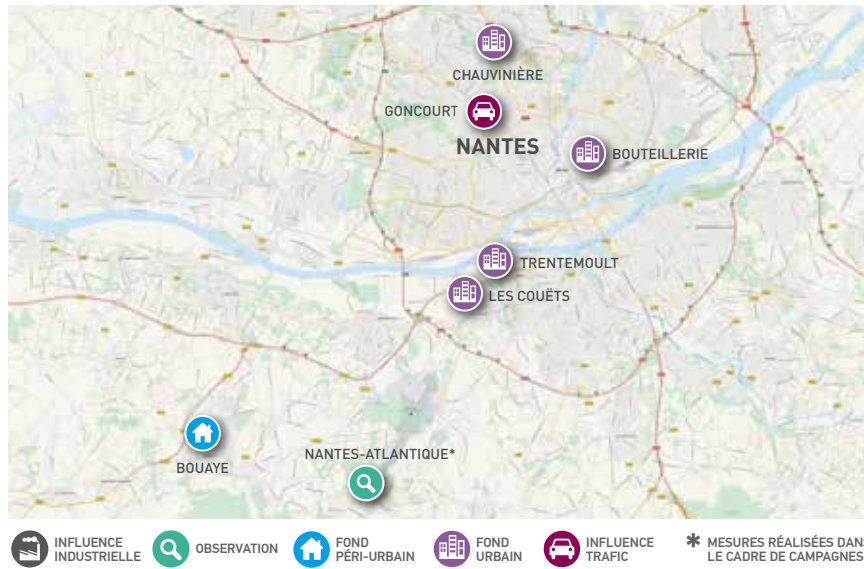 CHAUVINIÈRE
GONCOURT
NANTES
BOUTEILLERIE
TRENTEMOULT
LES COUËTS
BOUAYE
NANTES-ATLANTIQUE*
INFLUENCE
INDUSTRIELLE
OBSERVATION
FOND
PÉRI-URBAIN
FOND
URBAIN
INFLUENCE
TRAFIC
* MESURES RÉALISÉES DAN
LE CADRE DE CAMPAGNES